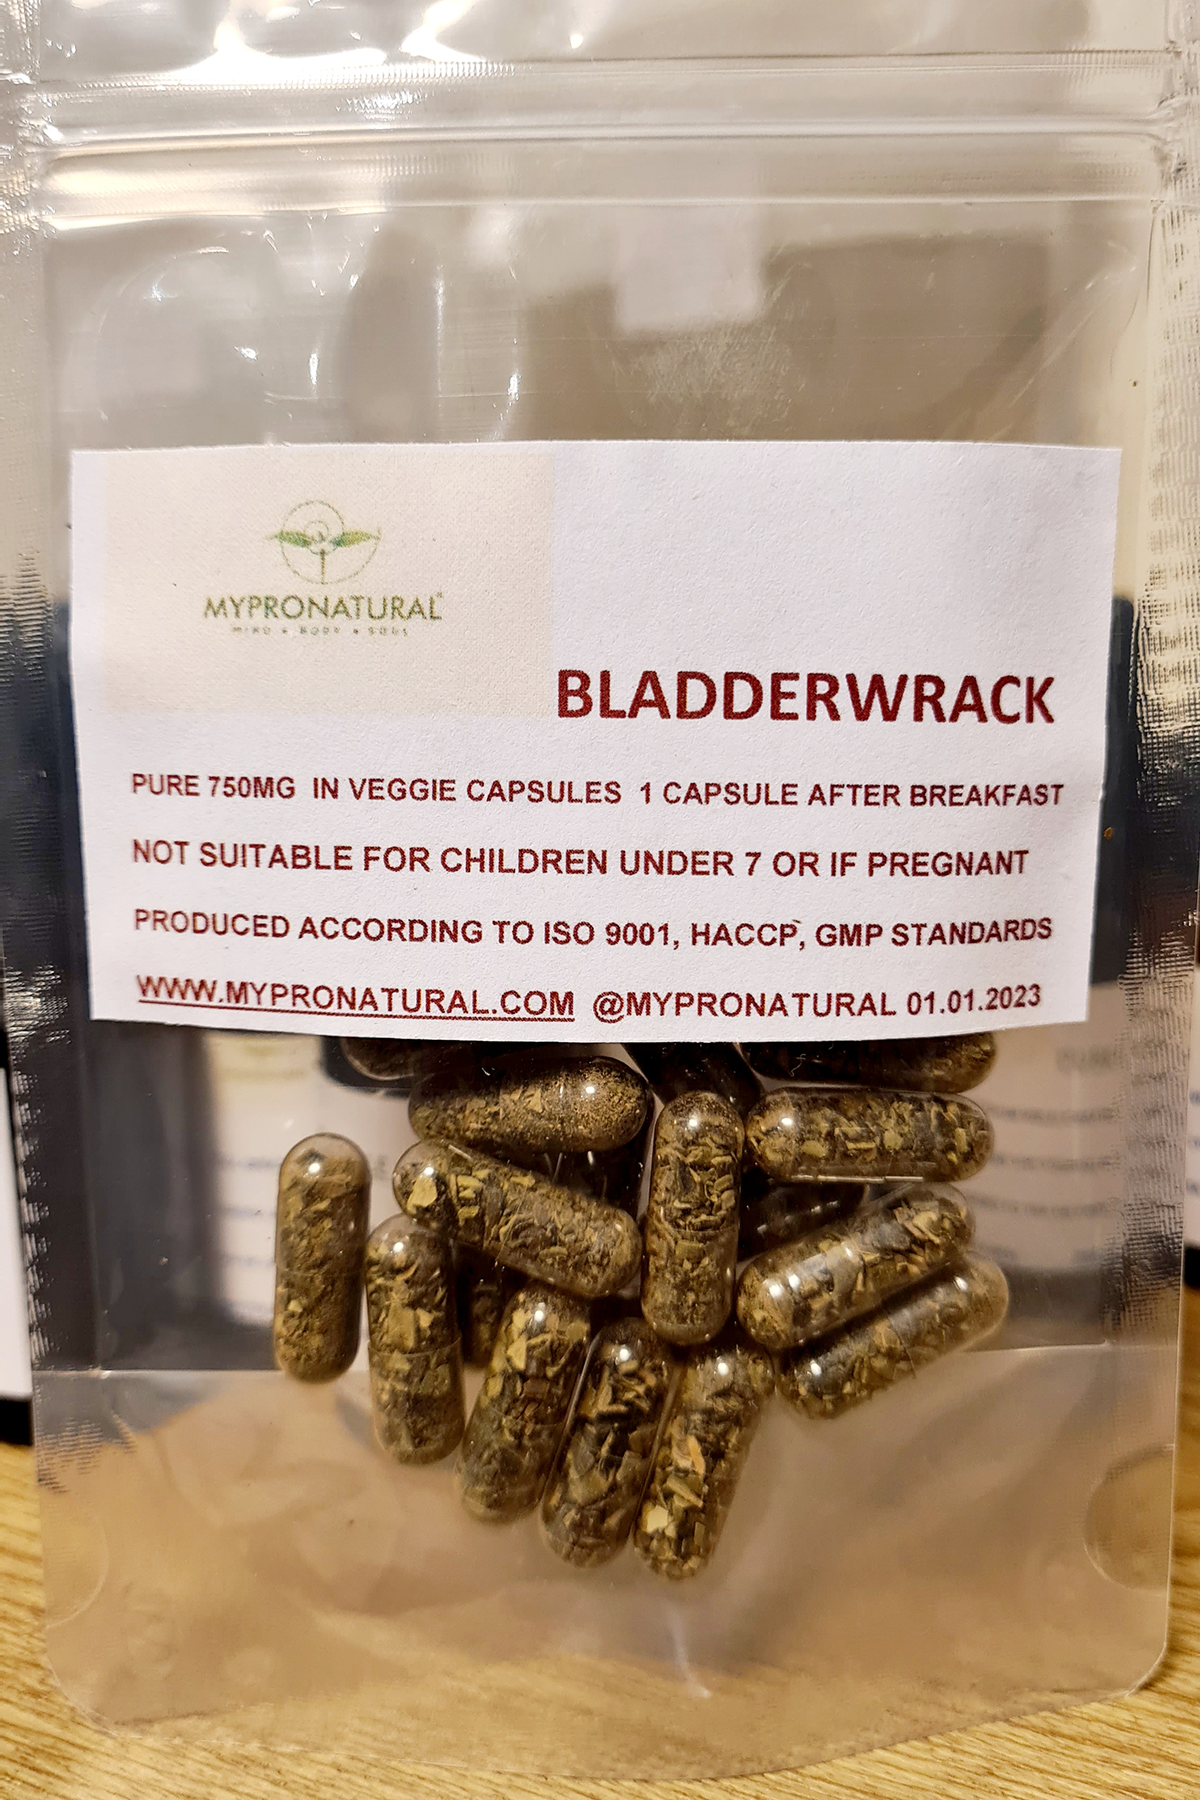 MYPRONATURAL®
MIND • BODY • SOUL
BLADDERWRACK
PURE 750MG IN VEGGIE CAPSULES 1 CAPSULE AFTER BREAKFAST
NOT SUITABLE FOR CHILDREN UNDER 7 OR IF PREGNANT
PRODUCED ACCORDING TO ISO 9001, HACCP, GMP STANDARDS
WWW.MYPRONATURAL.COM @MYPRONATURAL 01.01.2023